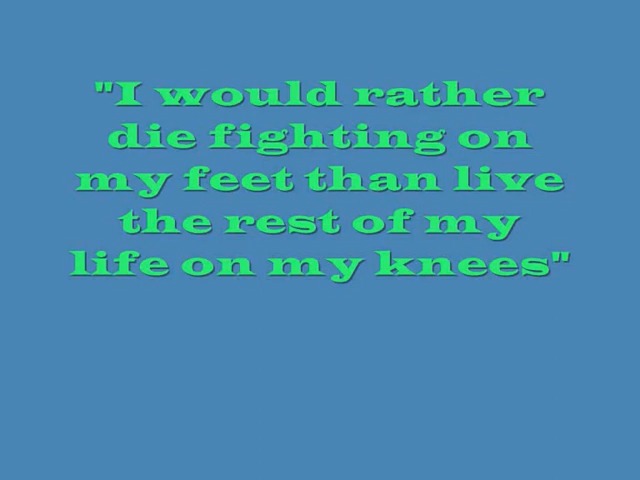 "I would rather
die fighting on
my feet than live
the rest of my
life on my knees"